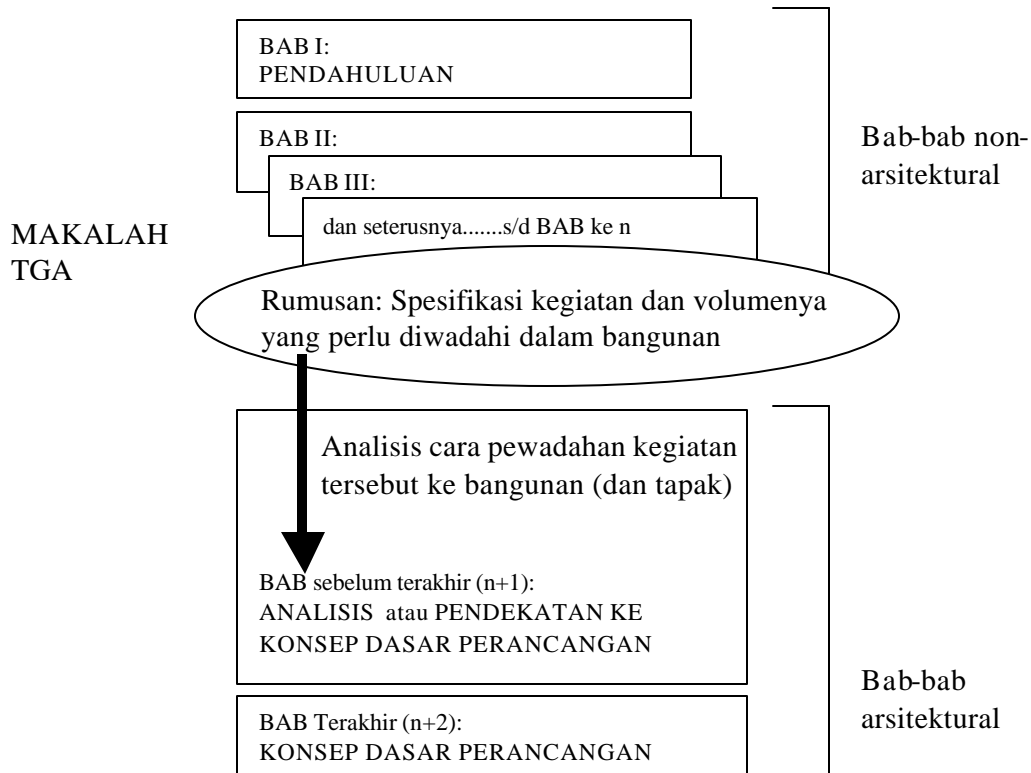 BAB I:
PENDAHULUAN
BAB II:
BAB III:
dan seterusnya.......s/d BAB ke n
Bab-bab non-
arsitektural
MAKALAH
TGA
Rumusan: Spesifikasi kegiatan dan volumenya
yang perlu diwadahi dalam bangunan
Analisis cara pewadahan kegiatan
tersebut ke bangunan (dan tapak)
BAB sebelum terakhir (n+1):
ANALISIS atau PENDEKATAN KE
KONSEP DASAR PERANCANGAN
Bab-bab
arsitektural
BAB Terakhir (n+2):
KONSEP DASAR PERANCANGAN